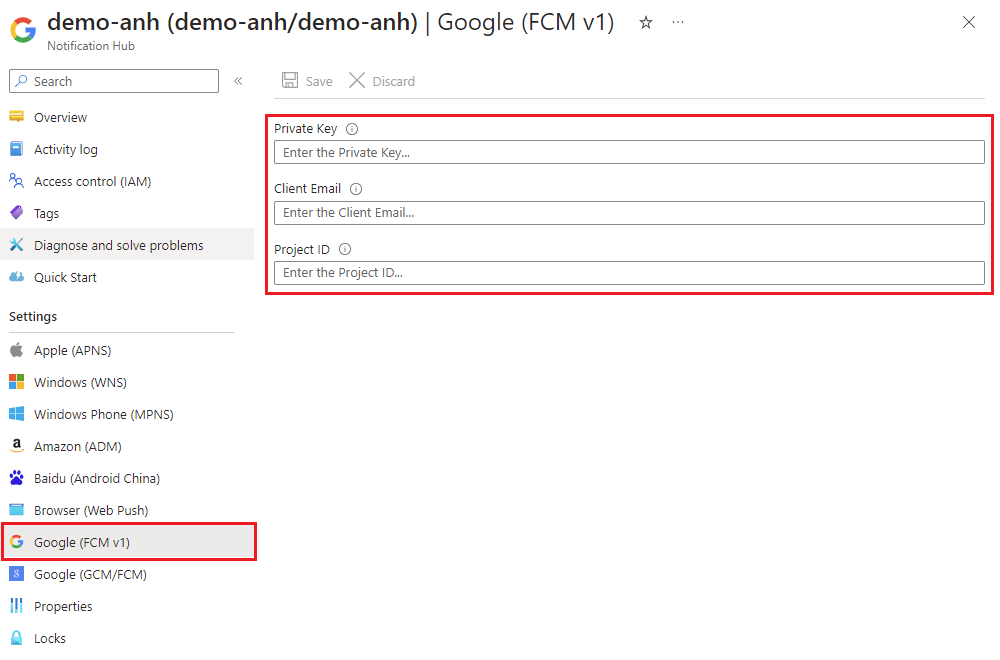 demo-anh (demo-anh/demo-anh) | Google (FCM v1)
Notification Hub
Search
Save
Discard
Overview
Activity log
Access control (IAM)
Tags
Diagnose and solve problems
Quick Start
Settings
Apple (APNS)
Windows (WNS)
Windows Phone (MPNS)
Amazon (ADM)
Baidu (Android China)
Browser (Web Push)
Google (FCM v1)
Google (GCM/FCM)
Properties
Locks
Private Key
Enter the Private Key...
Client Email
Enter the Client Email...
Project ID
Enter the Project ID...